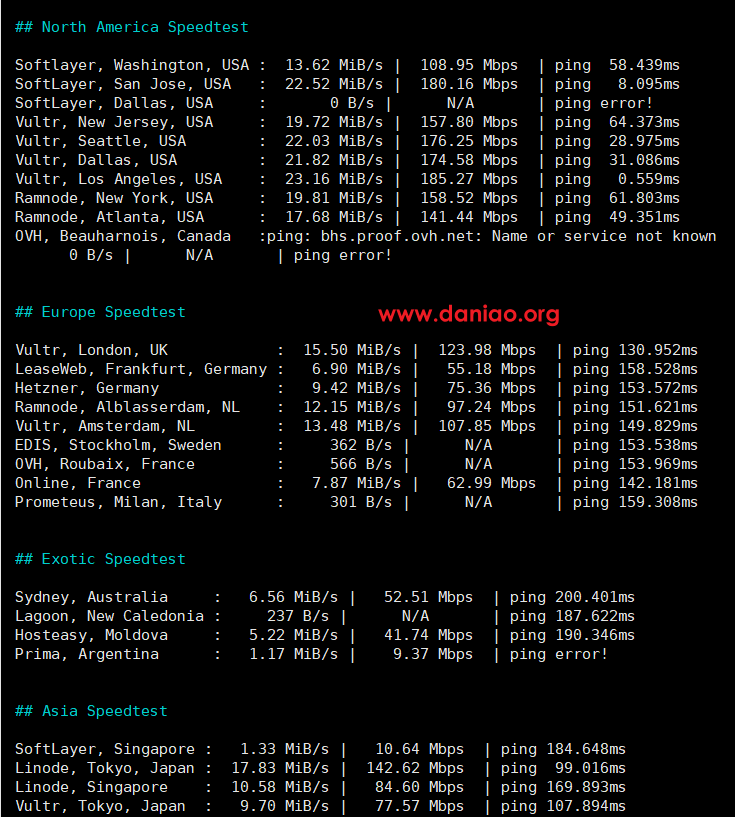 ## North America Speedtest
Softlayer, Washington, USA :  13.62 MiB/s |  108.95 Mbps  | ping  58.439ms
SoftLayer, San Jose, USA   :  22.52 MiB/s |  180.16 Mbps  | ping   8.095ms
SoftLayer, Dallas, USA     :       0 B/s |      N/A       | ping error!
Vultr, New Jersey, USA     :  19.72 MiB/s |  157.80 Mbps  | ping  64.373ms
Vultr, Seattle, USA        :  22.03 MiB/s |  176.25 Mbps  | ping  28.975ms
Vultr, Dallas, USA         :  21.82 MiB/s |  174.58 Mbps  | ping  31.086ms
Vultr, Los Angeles, USA    :  23.16 MiB/s |  185.27 Mbps  | ping   0.559ms
Ramnode, New York, USA     :  19.81 MiB/s |  158.52 Mbps  | ping  61.803ms
Ramnode, Atlanta, USA      :  17.68 MiB/s |  141.44 Mbps  | ping  49.351ms
OVH, Beauharnois, Canada   :ping: bhs.proof.ovh.net: Name or service not known
      0 B/s |      N/A       | ping error!
## Europe Speedtest
www.daniao.org
Vultr, London, UK            :  15.50 MiB/s |  123.98 Mbps  | ping 130.952ms
LeaseWeb, Frankfurt, Germany :   6.90 MiB/s |   55.18 Mbps  | ping 158.528ms
Hetzner, Germany             :   9.42 MiB/s |   75.36 Mbps  | ping 153.572ms
Ramnode, Alblasserdam, NL    :  12.15 MiB/s |   97.24 Mbps  | ping 151.621ms
Vultr, Amsterdam, NL         :  13.48 MiB/s |  107.85 Mbps  | ping 149.829ms
EDIS, Stockholm, Sweden      :     362 B/s |      N/A       | ping 153.538ms
OVH, Roubaix, France         :     566 B/s |      N/A       | ping 153.969ms
Online, France               :   7.87 MiB/s |   62.99 Mbps  | ping 142.181ms
Prometeus, Milan, Italy      :     301 B/s |      N/A       | ping 159.308ms
## Exotic Speedtest
Sydney, Australia     :   6.56 MiB/s |   52.51 Mbps  | ping 200.401ms
Lagoon, New Caledonia :     237 B/s |      N/A       | ping 187.622ms
Hosteasy, Moldova     :   5.22 MiB/s |   41.74 Mbps  | ping 190.346ms
Prima, Argentina      :   1.17 MiB/s |    9.37 Mbps  | ping error!
## Asia Speedtest
SoftLayer, Singapore :   1.33 MiB/s |   10.64 Mbps  | ping 184.648ms
Linode, Tokyo, Japan :  17.83 MiB/s |  142.62 Mbps  | ping  99.016ms
Linode, Singapore    :  10.58 MiB/s |   84.60 Mbps  | ping 169.893ms
Vultr, Tokyo, Japan  :   9.70 MiB/s |   77.57 Mbps  | ping 107.894ms